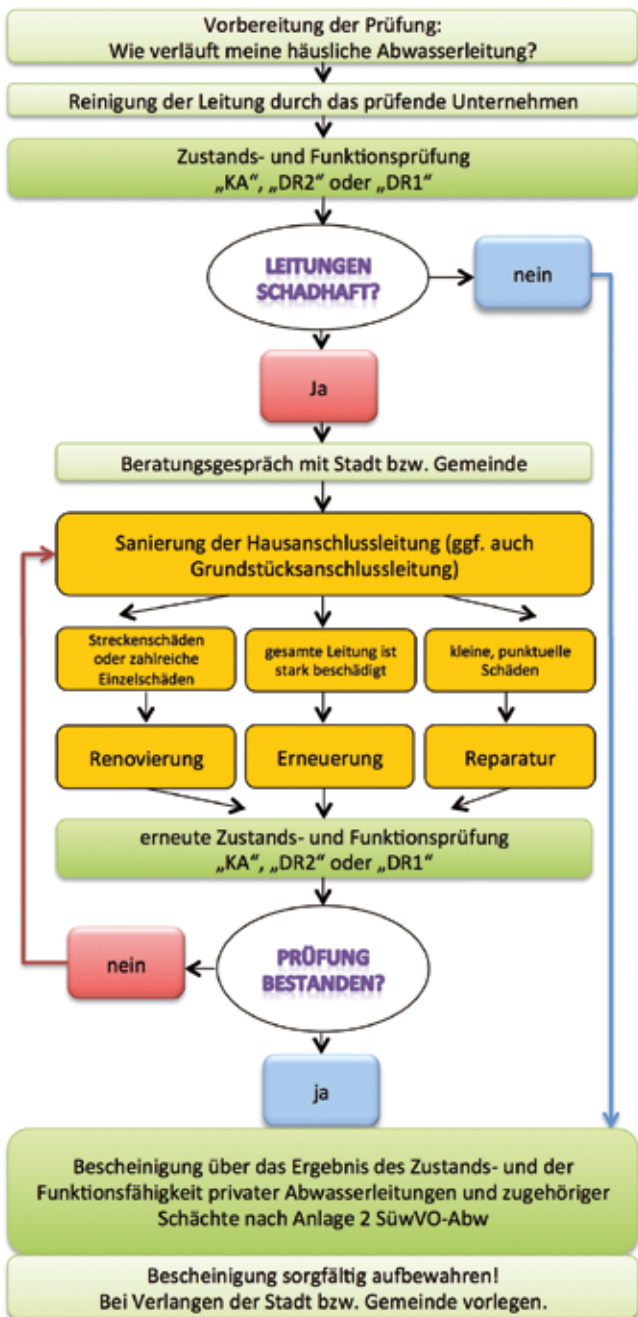 Vorbereitung der Prüfung:
Wie verläuft meine häusliche Abwasserleitung?
Reinigung der Leitung durch das prüfende Unternehmen
Zustands- und Funktionsprüfung
„KA“, „DR2“ oder „DR1“
LEITUNGEN
SCHADHAFT?
nein
Ja
Beratungsgespräch mit Stadt bzw. Gemeinde
Sanierung der Hausanschlussleitung (ggf. auch
Grundstücksanschlussleitung)
Streckenschäden
oder zahlreiche
Einzelschäden
gesamte Leitung ist
stark beschädigt
kleine, punktuelle
Schäden
Renovierung
Erneuerung
Reparatur
erneute Zustands- und Funktionsprüfung
„KA“, „DR2“ oder „DR1“
PRÜFUNG
BESTANDEN?
nein
ja
Bescheinigung über das Ergebnis des Zustands- und der
Funktionsfähigkeit privater Abwasserleitungen und zugehöriger
Schächte nach Anlage 2 SüwVO-Abw
Bescheinigung sorgfältig aufbewahren!
Bei Verlangen der Stadt bzw. Gemeinde vorlegen.